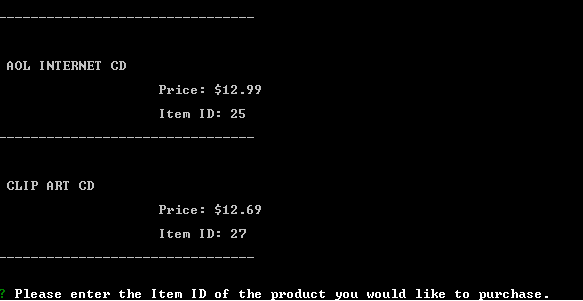 --------------------------------
AOL INTERNET CD
Price: $12.99
Item ID: 25
--------------------------------
CLIP ART CD
Price: $12.69
Item ID: 27
--------------------------------
? Please enter the Item ID of the product you would like to purchase.